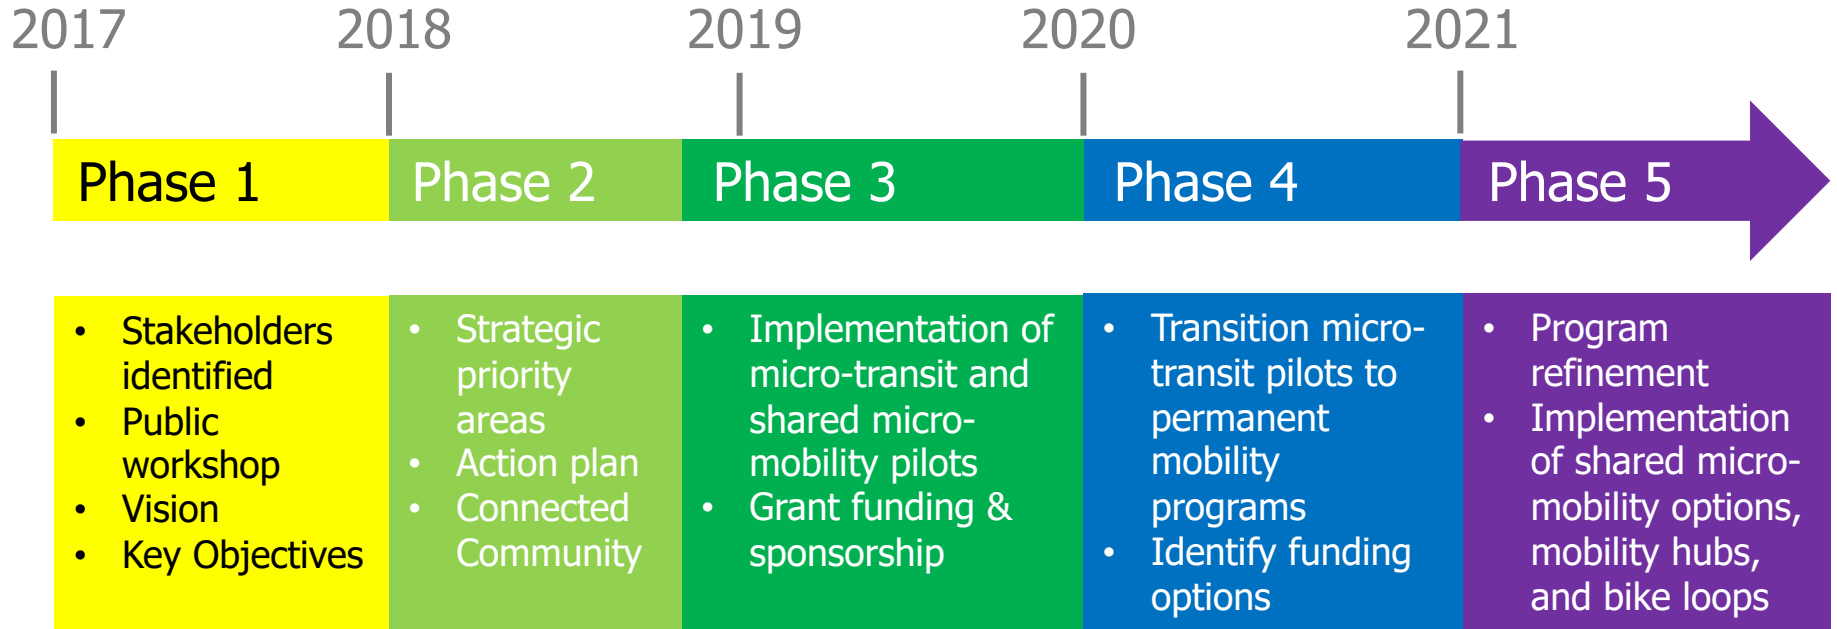 2017 2018 2019 2020 2021
Phase 1 Phase 2 Phase 3 Phase 4 Phase 5
• Stakeholders
identified
• Public
workshop
• Vision
• Key Objectives
• Strategic
priority
areas
• Action plan
• Connected
Community
• Implementation of
micro-transit and
shared micro-
mobility pilots
• Grant funding &
sponsorship
• Transition micro-
transit pilots to
permanent
mobility
programs
• Identify funding
options
• Program
refinement
• Implementation
of shared micro-
mobility options,
mobility hubs,
and bike loops